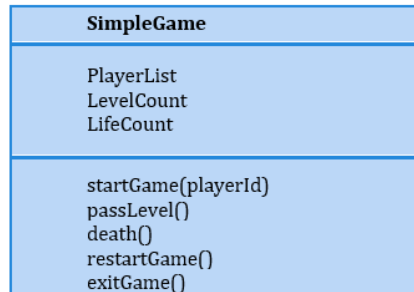 SimpleGame
PlayerList
LevelCount
LifeCount
startGame(playerId)
passLevel()
death()
restartGame()
exitGame()